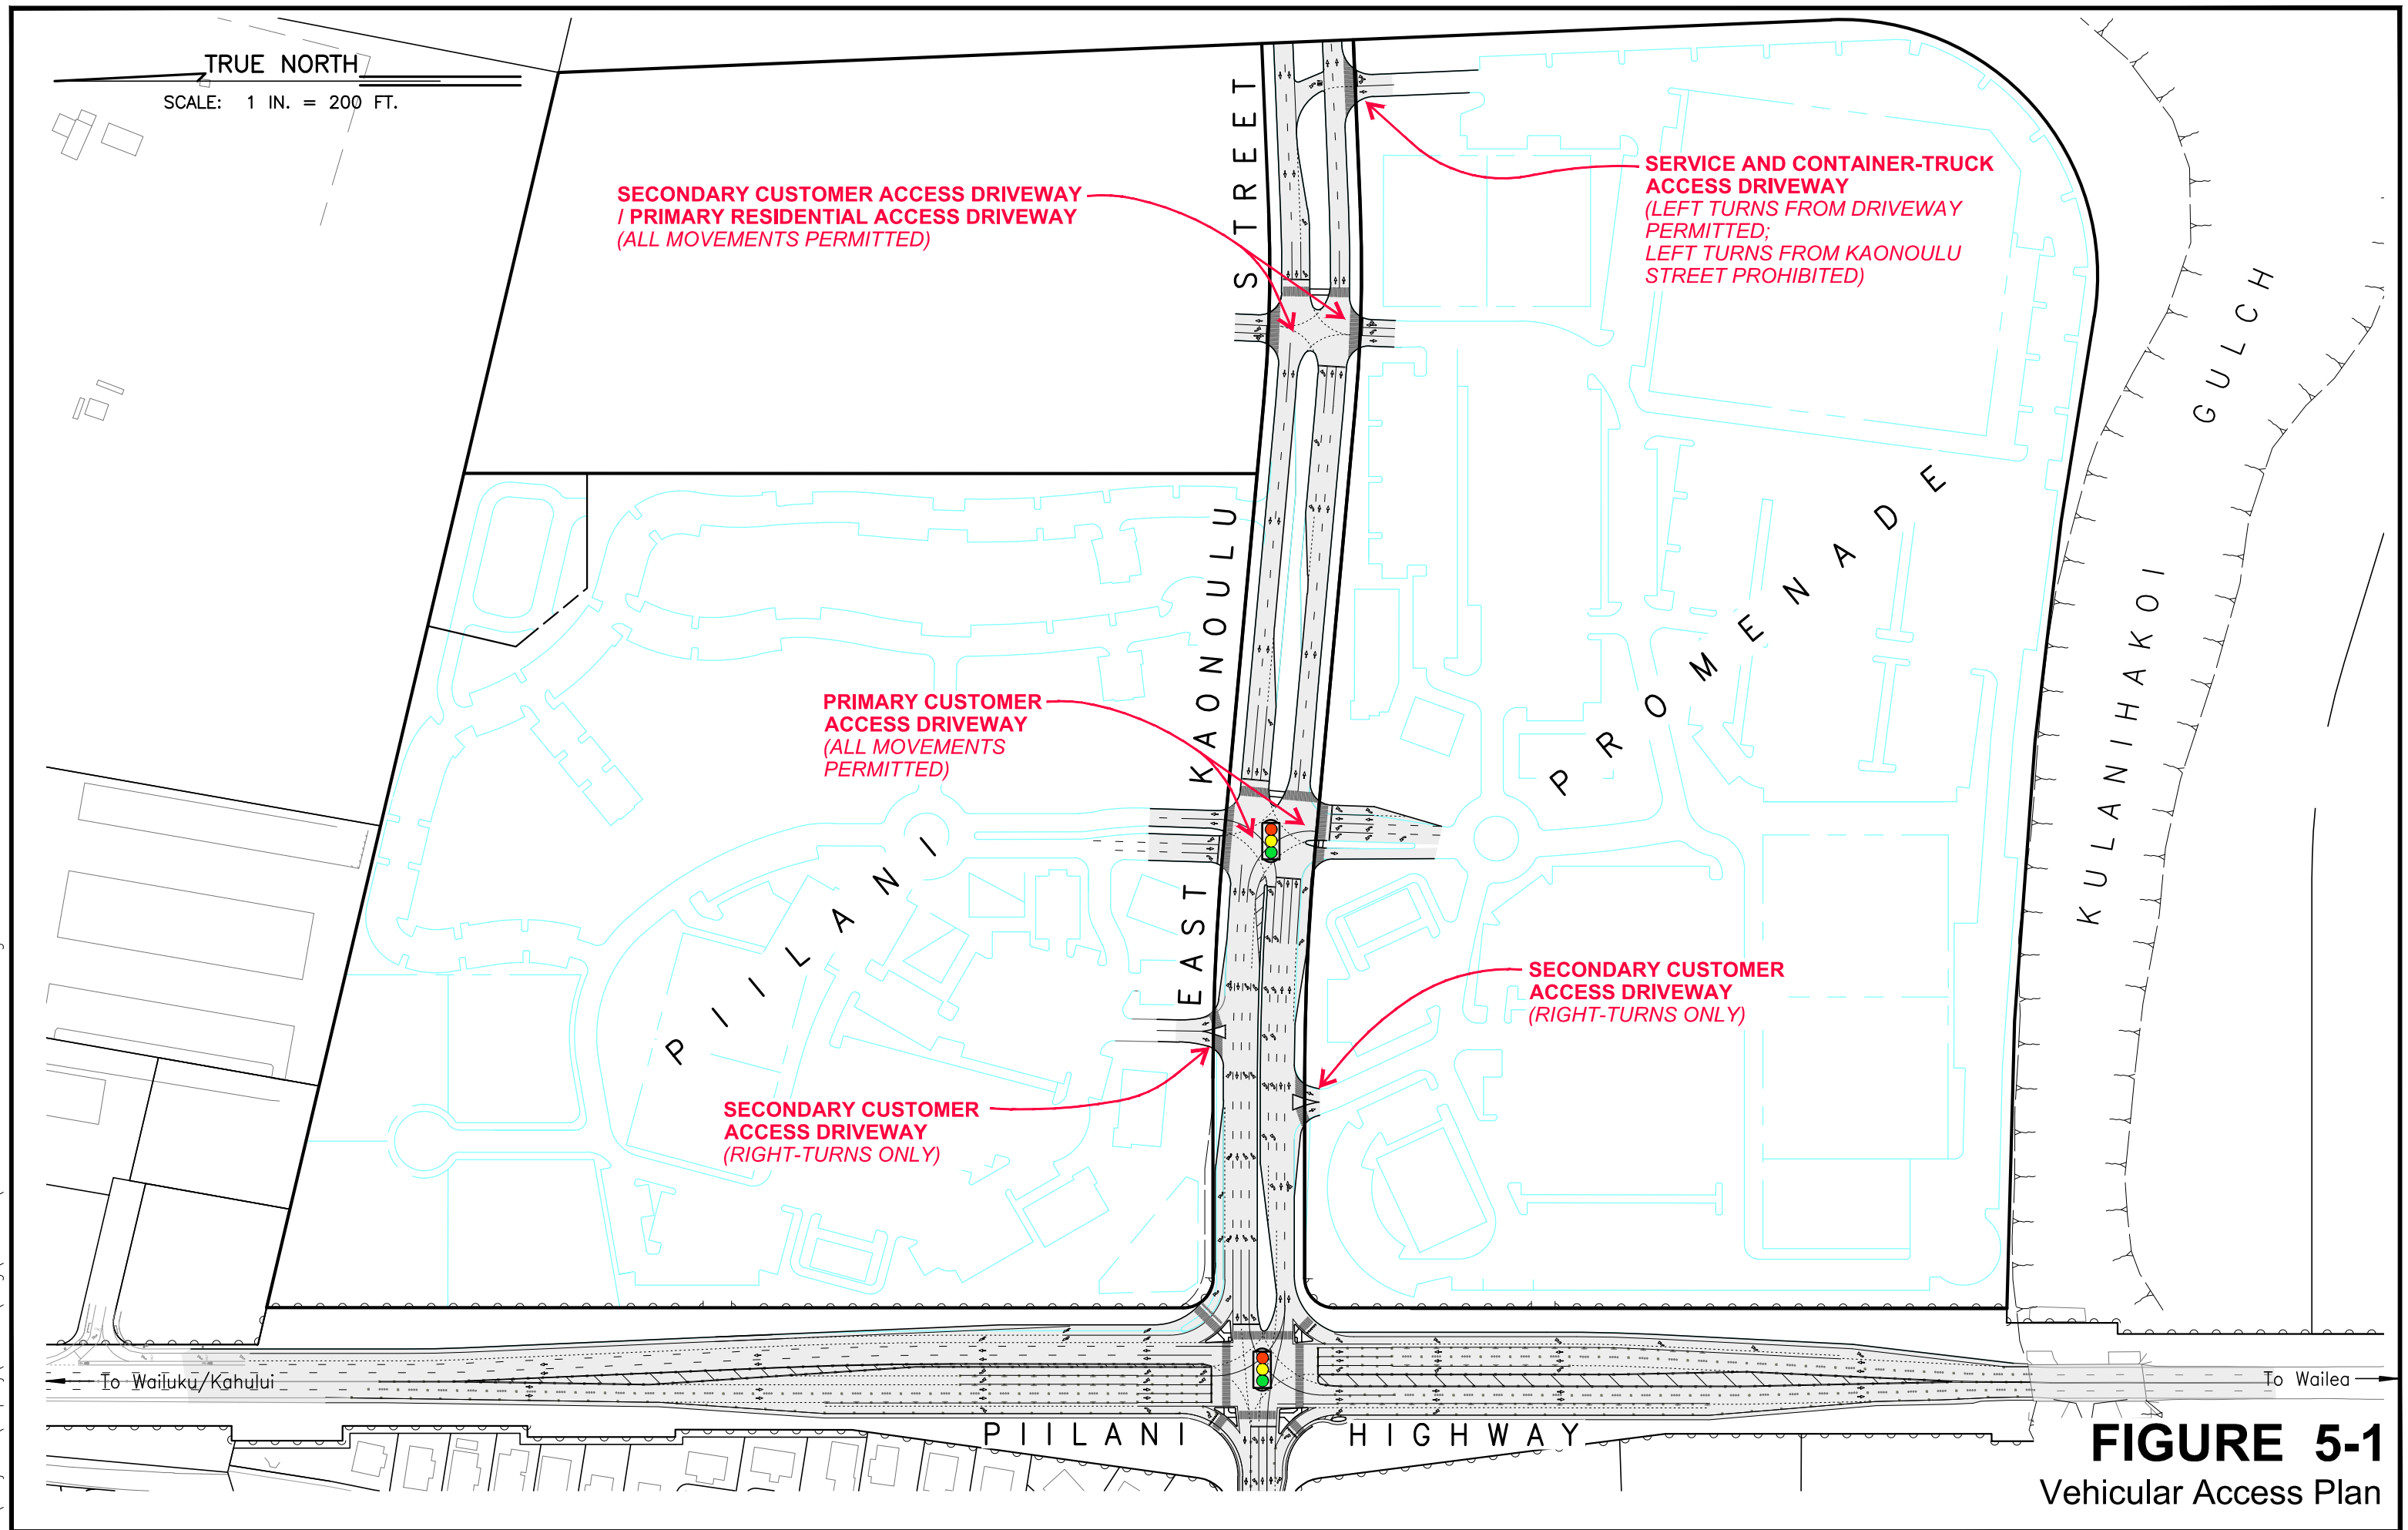 TRUE NORTH
SCALE: 1 IN. = 200 FT.
SECONDARY CUSTOMER ACCESS DRIVEWAY
/ PRIMARY RESIDENTIAL ACCESS DRIVEWAY
(ALL MOVEMENTS PERMITTED)
SERVICE AND CONTAINER-TRUCK
ACCESS DRIVEWAY
(LEFT TURNS FROM DRIVEWAY
PERMITTED;
LEFT TURNS FROM KAONOULU
STREET PROHIBITED)
EAST KAONOULU STREET
KULANIHAKOI GULCH
PRIMARY CUSTOMER
ACCESS DRIVEWAY
(ALL MOVEMENTS
PERMITTED)
PIILANI PROMENADE
SECONDARY CUSTOMER
ACCESS DRIVEWAY
(RIGHT-TURNS ONLY)
SECONDARY CUSTOMER
ACCESS DRIVEWAY
(RIGHT-TURNS ONLY)
To Wailuku/Kahului
To Wailea
PIILANI HIGHWAY
FIGURE 5-1
Vehicular Access Plan